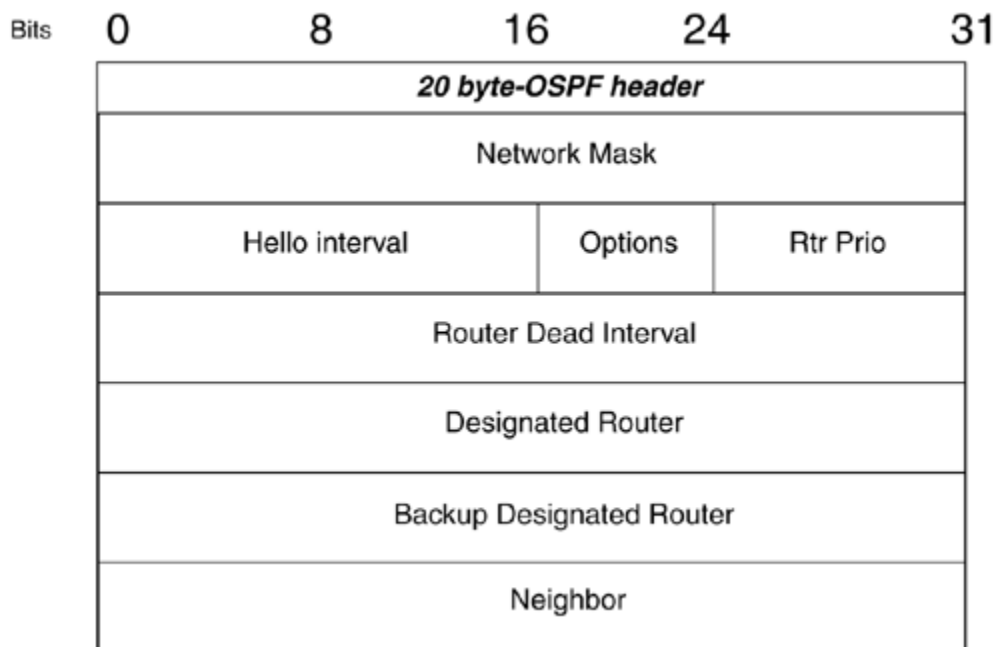 Bits 0 8 16 24 31
20 byte-OSPF header
Network Mask
Hello interval Options Rtr Prio
Router Dead Interval
Designated Router
Backup Designated Router
Neighbor